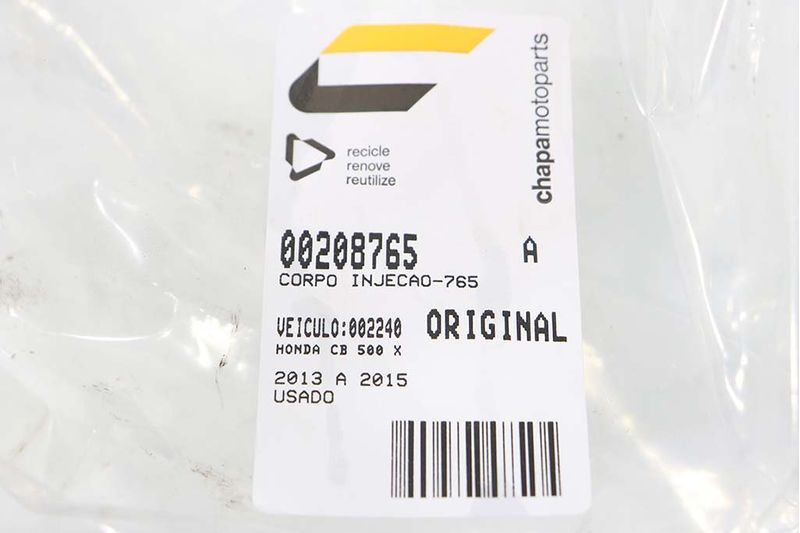 chapamotoparts
recicle
renove
reutilize
00208765 A
CORPO INJECAO-765
VEICULO:002240 ORIGINAL
HONDA CB 500 X
2013 A 2015
USADO